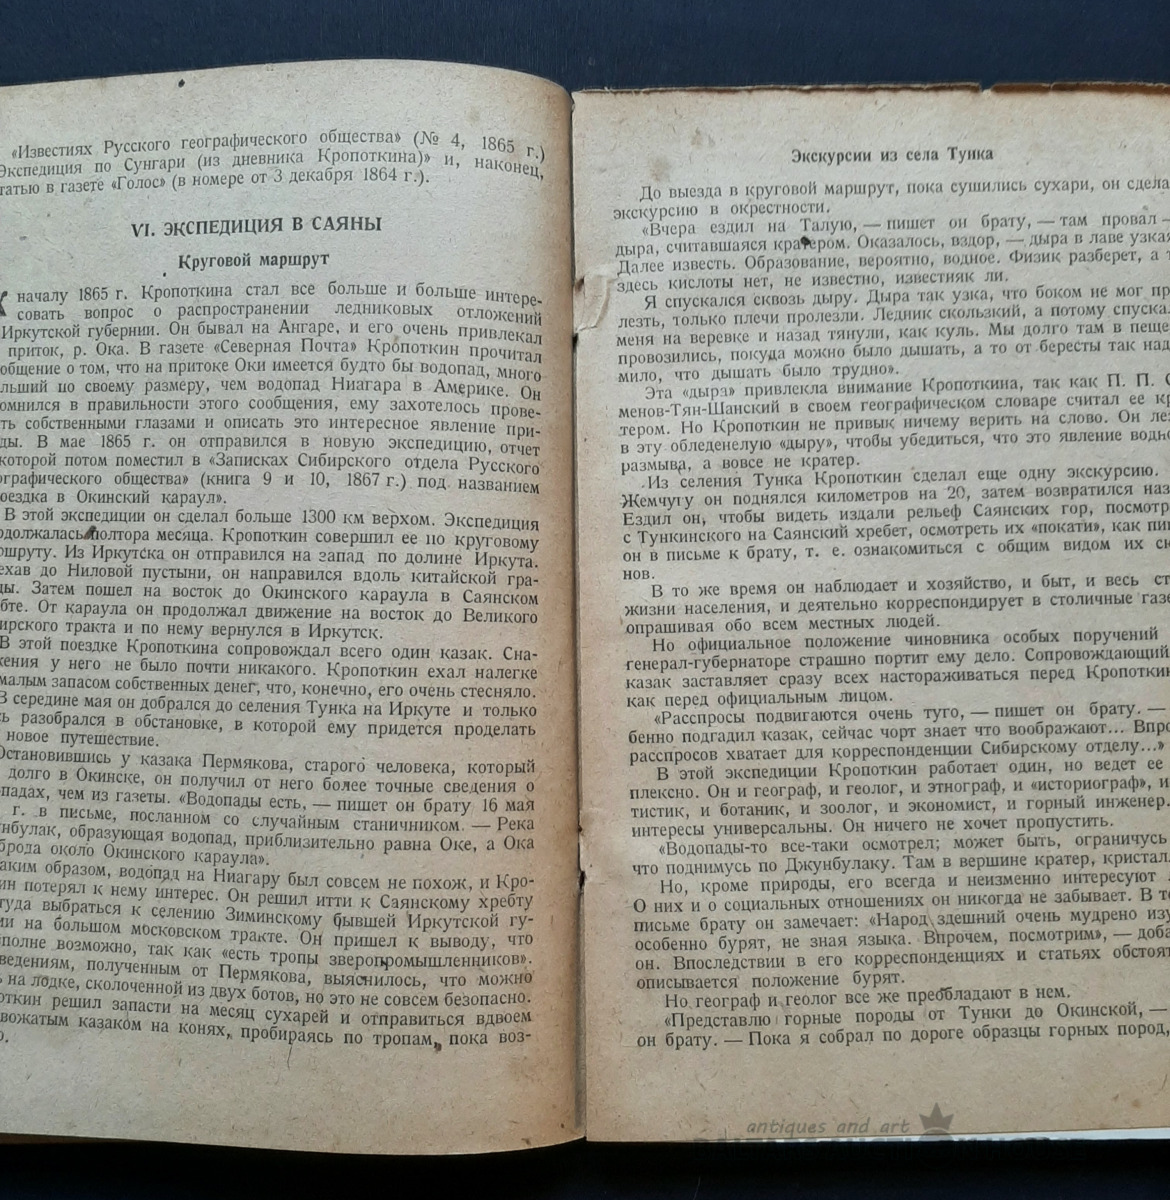 «Известиях Русского географического общества» (№ 4, 1865 г.)
Экспедиция по Сунгари (из дневника Кропоткина)» и, наконец,
татью в газете «Голос» (в номере от 3 декабря 1864 г.).
VI. ЭКСПЕДИЦИЯ В САЯНЫ
Круговой маршрут
К началу 1865 г. Кропоткина стал все больше и больше интере-
совать вопрос о распространении ледниковых отложений
Иркутской губернии. Он бывал на Ангаре, и его очень привлекал
приток, р. Ока. В газете «Северная Почта» Кропоткин прочитал
общение о том, что на притоке Оки имеется будто бы водопад, много
льший по своему размеру, чем водопад Ниагара в Америке. Он
омнился в правильности этого сообщения, ему захотелось прове-
ть собственными глазами и описать это интересное явление при-
ды. В мае 1865 г. он отправился в новую экспедицию, отчет
которой потом поместил в «Записках Сибирского отдела Русского
ографического общества» (книга 9 и 10, 1867 г.) под названием
оездка в Окинский караул».
В этой экспедиции он сделал больше 1300 км верхом. Экспедиция
одолжалась полтора месяца. Кропоткин совершил ее по круговому
ршруту. Из Иркутска он отправился на запад по долине Иркута.
ехав до Ниловой пустыни, он направился вдоль китайской гра-
цы. Затем пошел на восток до Окинского караула в Саянском
бте. От караула он продолжал движение на восток до Великого
ирского тракта и по нему вернулся в Иркутск.
В этой поездке Кропоткина сопровождал всего один казак. Сна-
жения у него не было почти никакого. Кропоткин ехал налегке
малым запасом собственных денег, что, конечно, его очень стесняло.
В середине мая он добрался до селения Тунка на Иркуте и только
сь разобрался в обстановке, в которой ему придется проделать
новое путешествие.
Остановившись у казака Пермякова, старого человека, который
долго в Окинске, он получил от него более точные сведения о
опадах, чем из газеты. «Водопады есть, — пишет он брату 16 мая
г. в письме, посланном со случайным станичником. — Река
нбулак, образующая водопад, приблизительно равна Оке, а Ока
брода около Окинского караула».
аким образом, водопад на Ниагару был совсем не похож, и Кро-
ин потерял к нему интерес. Он решил итти к Саянскому хребту
туда выбраться к селению Зиминскому бывшей Иркутской гу-
ии на большом московском тракте. Он пришел к выводу, что
полне возможно, так как «есть тропы зверопромышленников».
ведениям, полученным от Пермякова, выяснилось, что можно
ь на лодке, сколоченной из двух ботов, но это не совсем безопасно.
откин решил запасти на месяц сухарей и отправиться вдвоем
вожатым казаком на конях, пробираясь по тропам, пока воз-
о.
Экскурсии из села Тунка
До выезда в круговой маршрут, пока сушились сухари, он сдела
экскурсию в окрестности.
«Вчера ездил на Талую, — пишет он брату, — там провал —
дыра, считавшаяся кратером. Оказалось, вздор, — дыра в лаве узкая
Далее известь. Образование, вероятно, водное. Физик разберет, а т
здесь кислоты нет, не известно, известняк ли.
Я спускался сквозь дыру. Дыра так узка, что боком не мог пр
лезть, только плечи пролезли. Ледник скользкий, а потому спуска
меня на веревке и назад тянули, как куль. Мы долго там в пеще
провозились, покуда можно было дышать, а то от бересты так над
мило, что дышать было трудно».
Эта «дыра» привлекла внимание Кропоткина, так как П. П. С
менов-Тян-Шанский в своем географическом словаре считал ее кр
тером. Но Кропоткин не привык ничему верить на слово. Он ле
в эту обледенелую «дыру», чтобы убедиться, что это явление водно
размыва, а вовсе не кратер.
Из селения Тунка Кропоткин сделал еще одну экскурсию.
Жемчугу он поднялся километров на 20, затем возвратился наз
Ездил он, чтобы видеть издали рельеф Саянских гор, посмотр
с Тункинского на Саянский хребет, осмотреть их «покати», как пи
он в письме к брату, т. е. ознакомиться с общим видом их ск
нов.
В то же время он наблюдает и хозяйство, и быт, и весь ст
жизни населения, и деятельно корреспондирует в столичные газе
опрашивая обо всем местных людей.
Но официальное положение чиновника особых поручений
генерал-губернаторе страшно портит ему дело. Сопровождающий
казак заставляет сразу всех настораживаться перед Кропоткин
как перед официальным лицом.
«Расспросы подвигаются очень туго, — пишет он брату. —
бенно подгадил казак, сейчас чорт знает что воображают... Впро
расспросов хватает для корреспонденции Сибирскому отделу...»
В этой экспедиции Кропоткин работает один, но ведет ее
плексно. Он и географ, и геолог, и этнограф, и «историограф», и
тистик, и ботаник, и зоолог, и экономист, и горный инженер.
интересы универсальны. Он ничего не хочет пропустить.
«Водопады-то все-таки осмотрел; может быть, ограничусь
что поднимусь по Джунбулаку. Там в вершине кратер, кристал
Но, кроме природы, его всегда и неизменно интересуют
О них и о социальных отношениях он никогда не забывает. В т
письме брату он замечает: «Народ здешний очень мудрено изу
особенно бурят, не зная языка. Впрочем, посмотрим», — доба
он. Впоследствии в его корреспонденциях и статьях обстоят
описывается положение бурят.
Но географ и геолог все же преобладают в нем.
«Представлю горные породы от Тунки до Окинской, —
он брату. — Пока я собрал по дороге образцы горных пород,
antiques and art